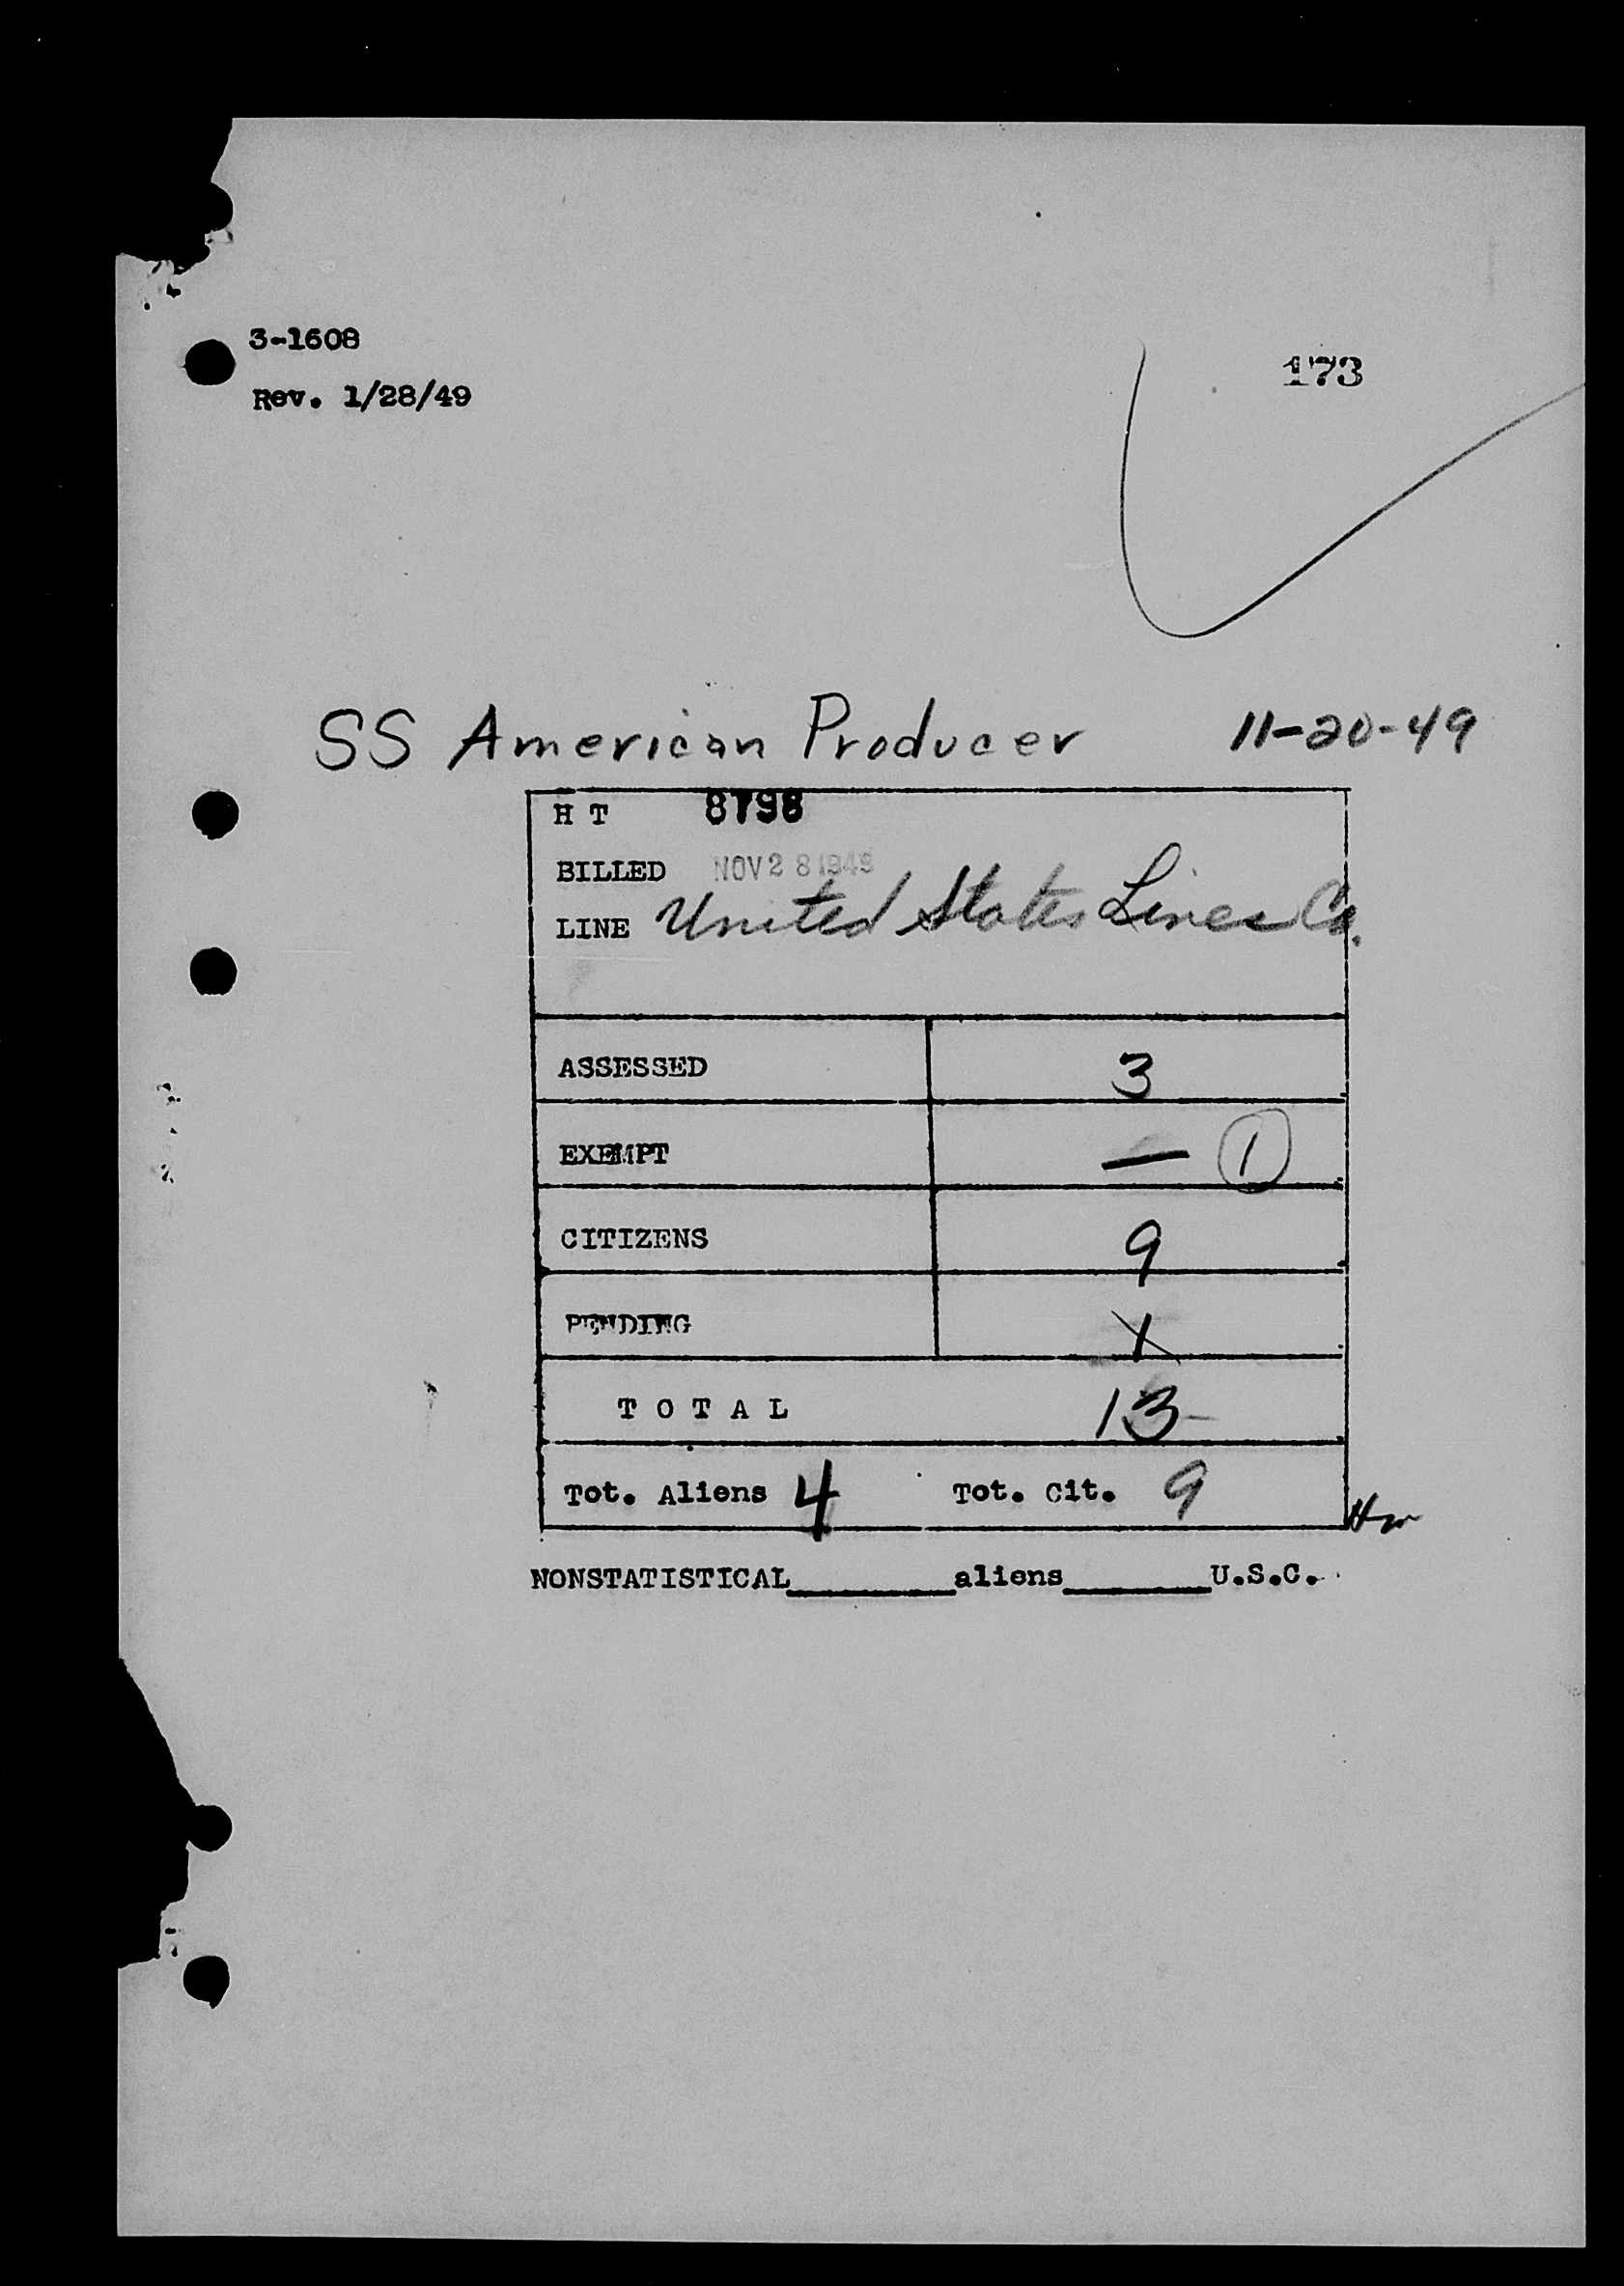 3-1608
173
Rev. 1/28/49
SS American Producer 11-20-49
H T 8798
BILLED NOV 28 1949
LINE United States Lines Co.
ASSESSED 3
EXEMPT — 1
CITIZENS 9
PENDING 1
TOTAL 13
Tot. Aliens 4 Tot. Cit. 9
NONSTATISTICAL________aliens_______U.S.C.